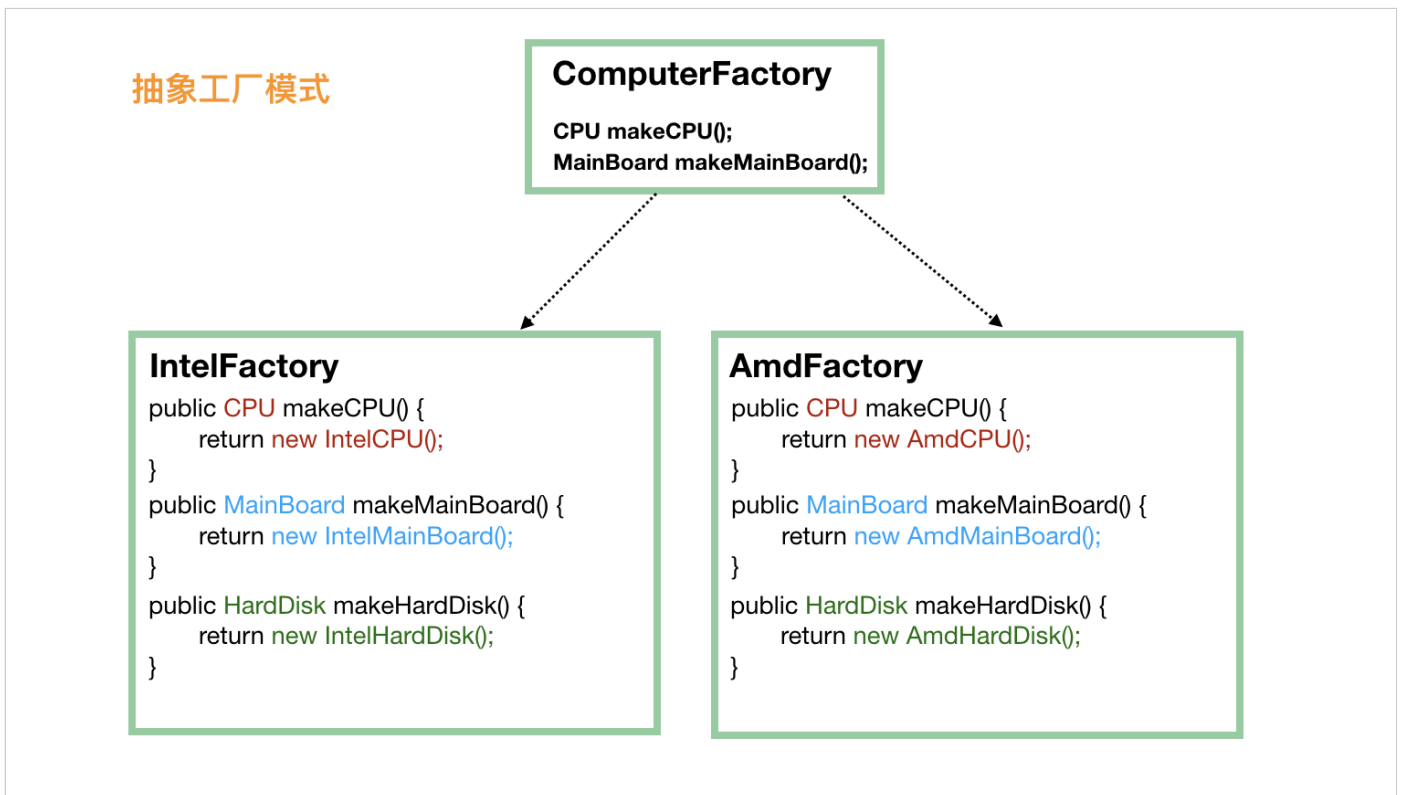 抽象工厂模式
ComputerFactory
CPU makeCPU();
MainBoard makeMainBoard();
IntelFactory
public CPU makeCPU() {
return new IntelCPU();
}
public MainBoard makeMainBoard() {
return new IntelMainBoard();
}
public HardDisk makeHardDisk() {
return new IntelHardDisk();
}
AmdFactory
public CPU makeCPU() {
return new AmdCPU();
}
public MainBoard makeMainBoard() {
return new AmdMainBoard();
}
public HardDisk makeHardDisk() {
return new AmdHardDisk();
}